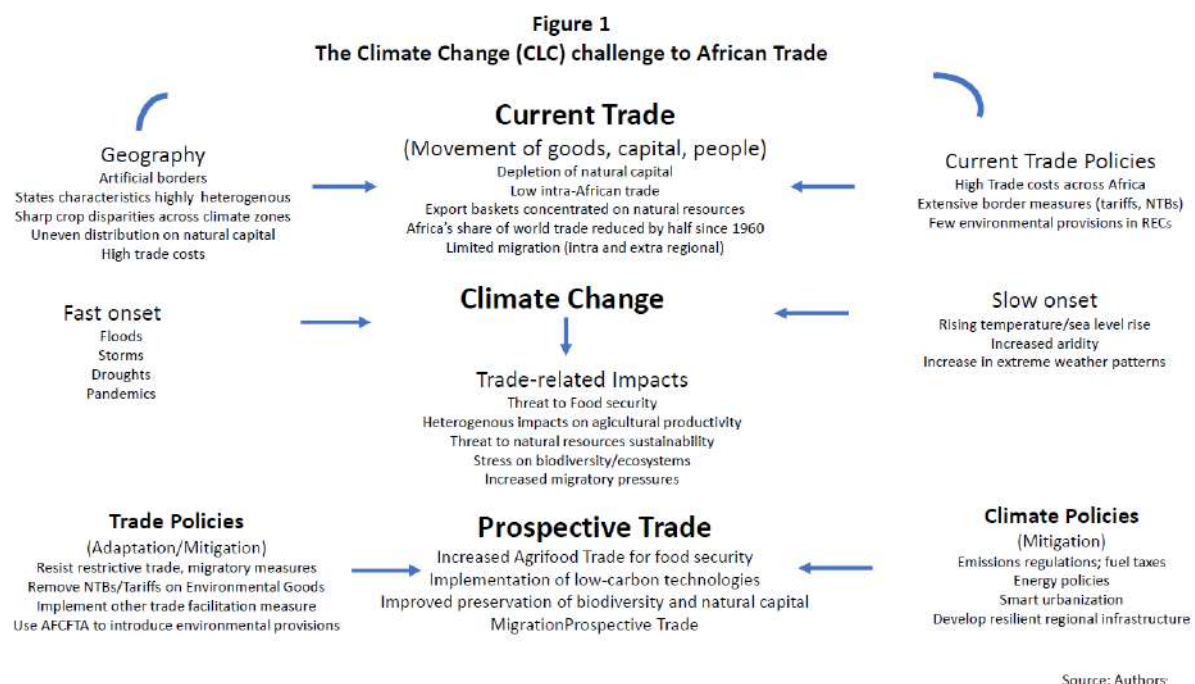 Figure 1
The Climate Change (CLC) challenge to African Trade
Current Trade
(Movement of goods, capital, people)
Depletion of natural capital
Low intra-African trade
Export baskets concentrated on natural resources
Africa's share of world trade reduced by half since 1960
Limited migration (intra and extra regional)
Geography
Artificial borders
States characteristics highly heterogenous
Sharp crop disparities across climate zones
Uneven distribution on natural capital
High trade costs
Current Trade Policies
High Trade costs across Africa
Extensive border measures (tariffs, NTBs)
Few environmental provisions in RECs
Climate Change
Fast onset
Floods
Storms
Droughts
Pandemics
Slow onset
Rising temperature/sea level rise
Increased aridity
Increase in extreme weather patterns
Trade-related Impacts
Threat to Food security
Heterogenous impacts on agicultural productivity
Threat to natural resources sustainability
Stress on biodiversity/ecosystems
Increased migratory pressures
Trade Policies
(Adaptation/Mitigation)
Resist restrictive trade, migratory measures
Remove NTBs/Tariffs on Environmental Goods
Implement other trade facilitation measure
Use AFCFTA to introduce environmental provisions
Prospective Trade
Increased Agrifood Trade for food security
Implementation of low-carbon technologies
Improved preservation of biodiversity and natural capital
MigrationProspective Trade
Climate Policies
(Mitigation)
Emissions regulations; fuel taxes
Energy policies
Smart urbanization
Develop resilient regional infrastructure
Source: Authors